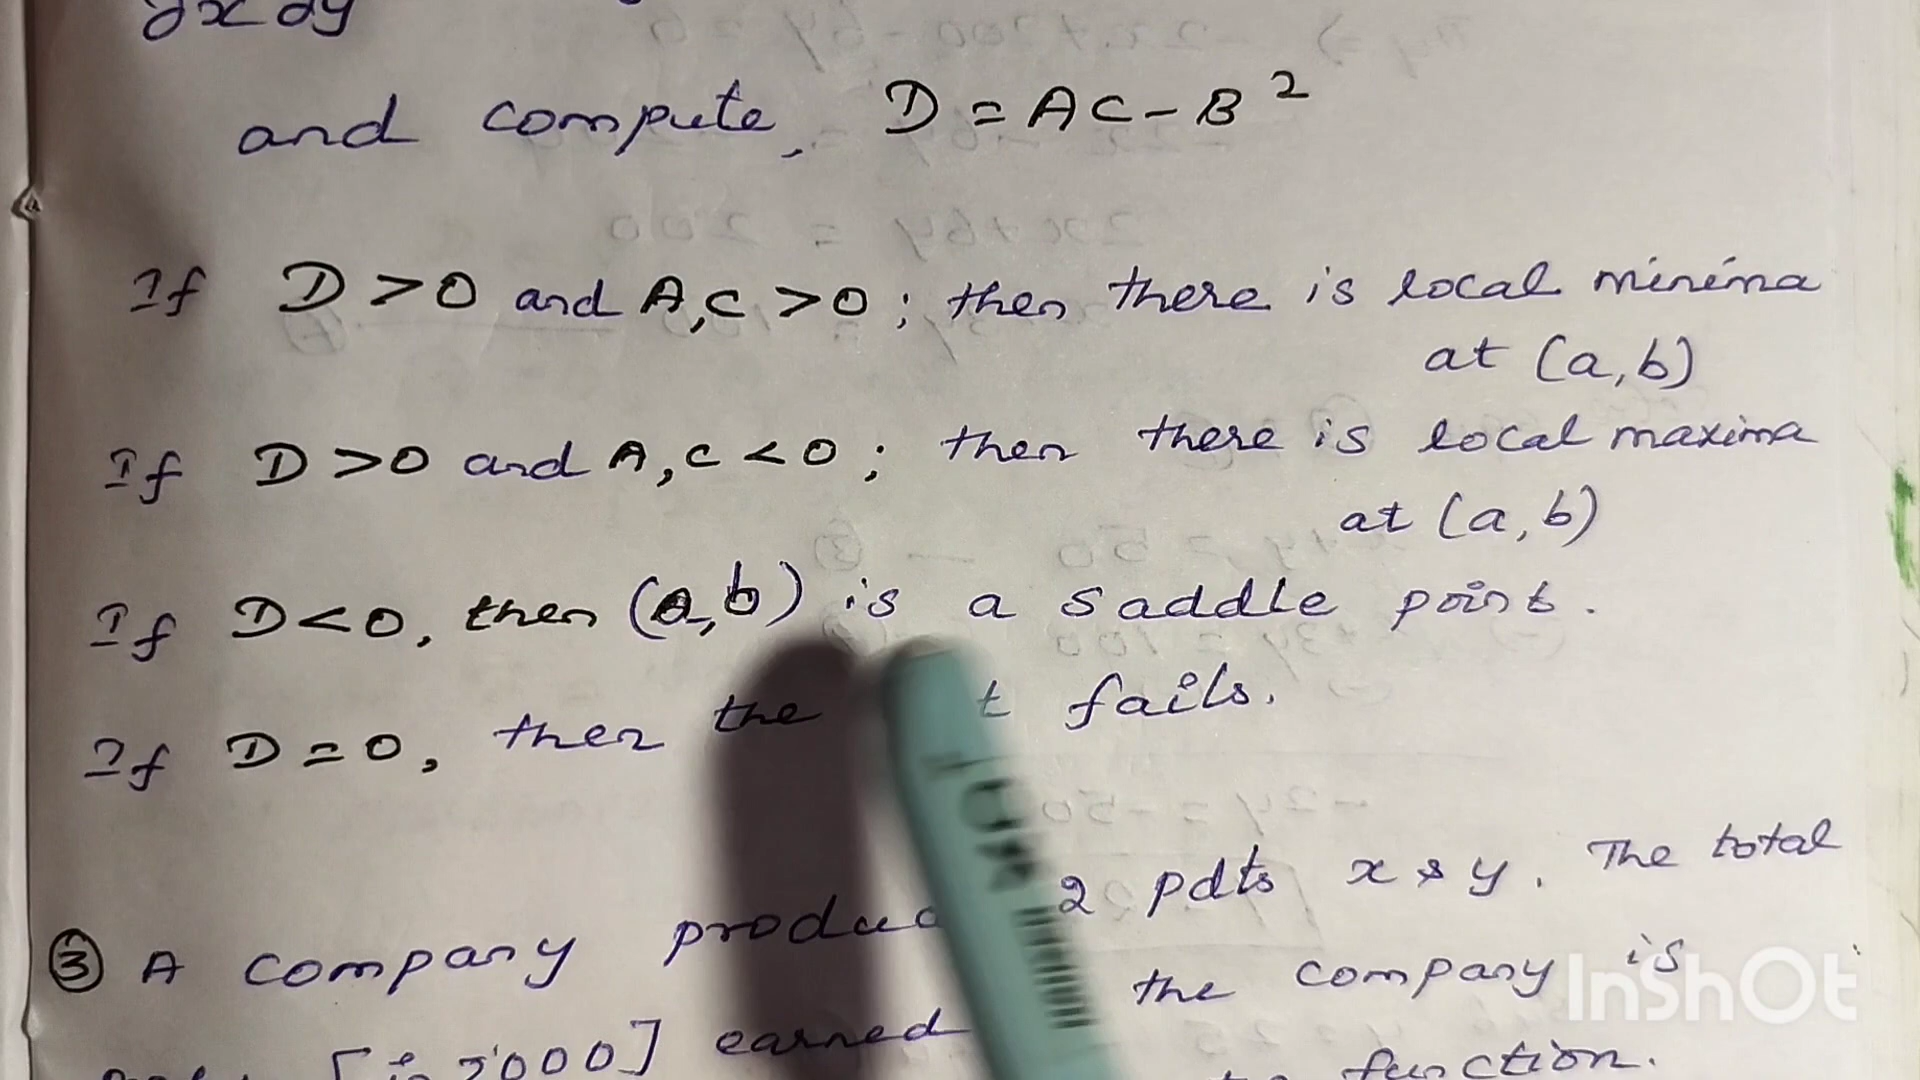 ∂x∂y
and compute, D = AC - B²
If D > 0 and A, C > 0 ; then there is local minima
at (a, b)
If D > 0 and A, C < 0 ; then there is local maxima
at (a, b)
If D < 0, then (a, b) is a saddle point.
If D = 0, then the t fails.
③ A company produc 2 pdts x & y. The total
[in 000] earned the company is
function.
InShOt